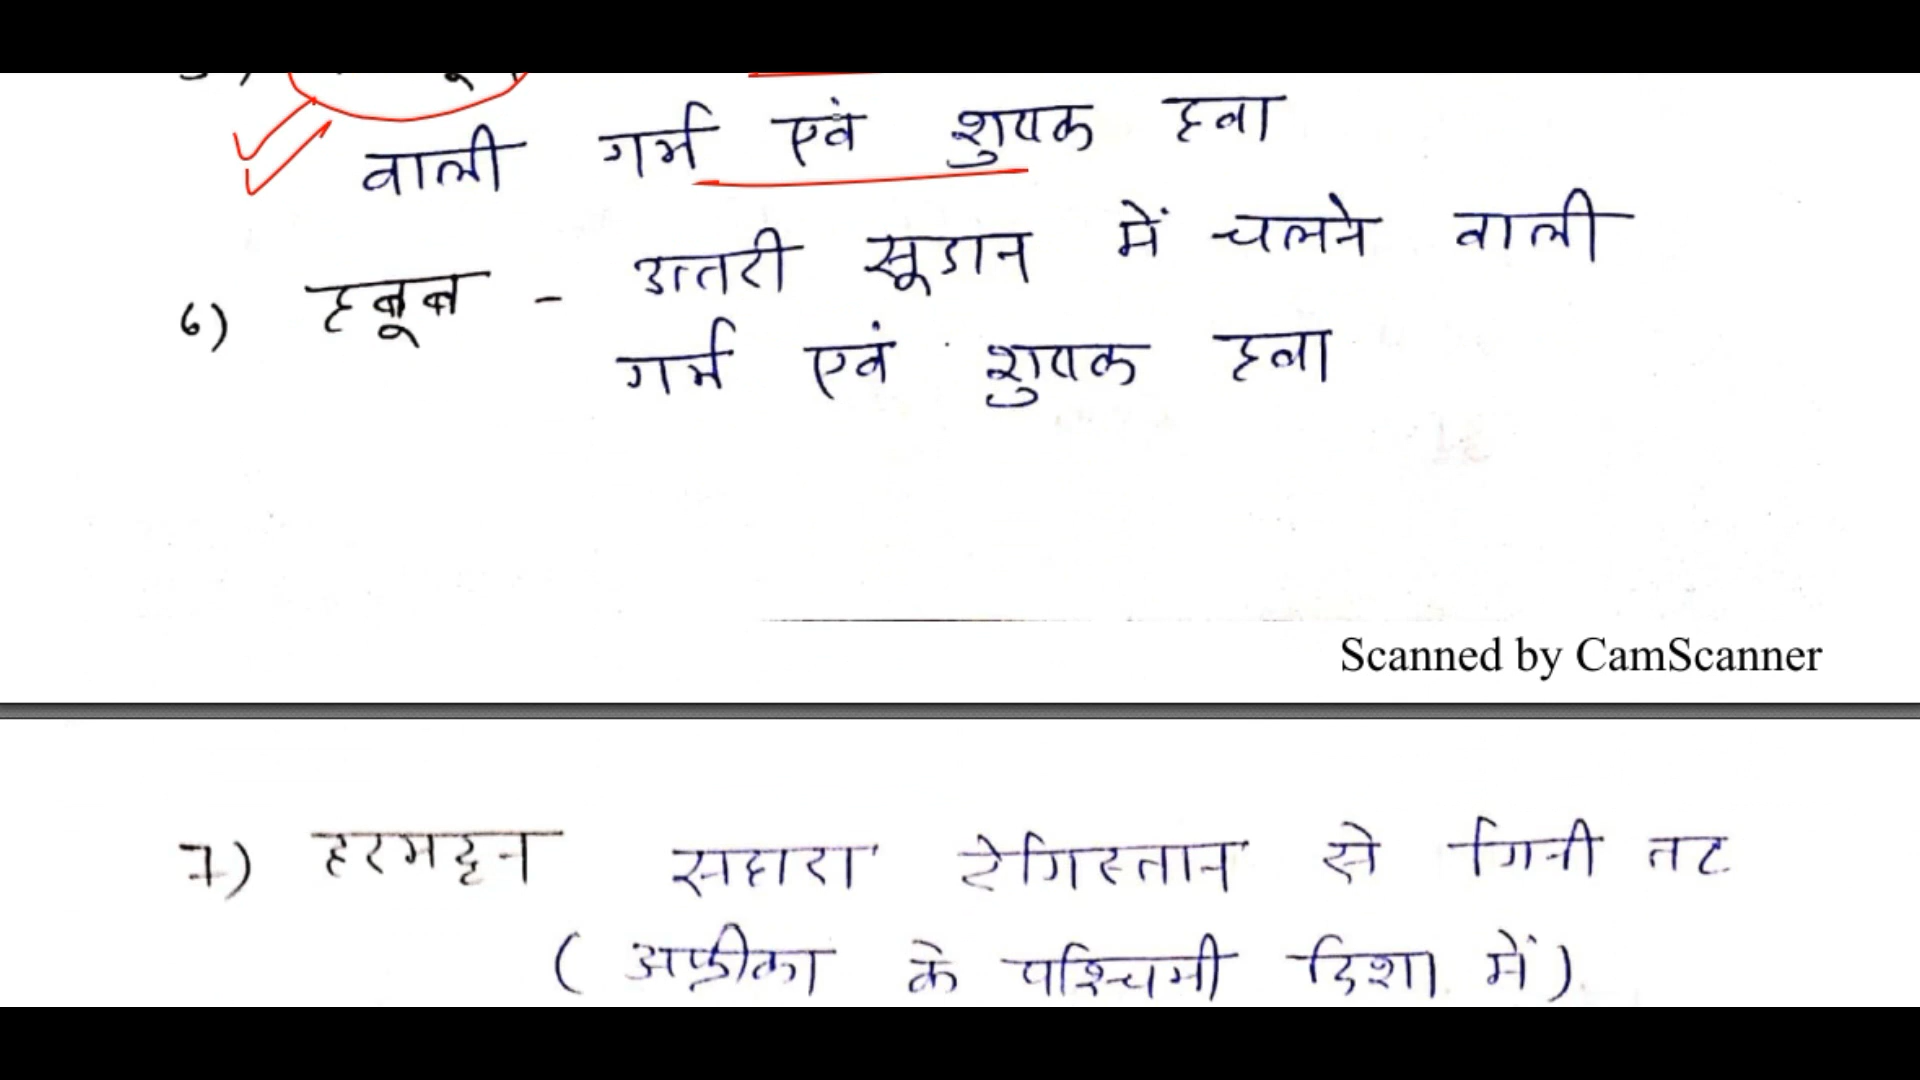 वाली गर्म एवं शुष्क हवा
6) हबूब - उत्तरी सूडान में चलने वाली
गर्म एवं शुष्क हवा
Scanned by CamScanner
7) हरमट्टन सहारा रेगिस्तान से गिनी तट
( अफ्रीका के पश्चिमी दिशा में )